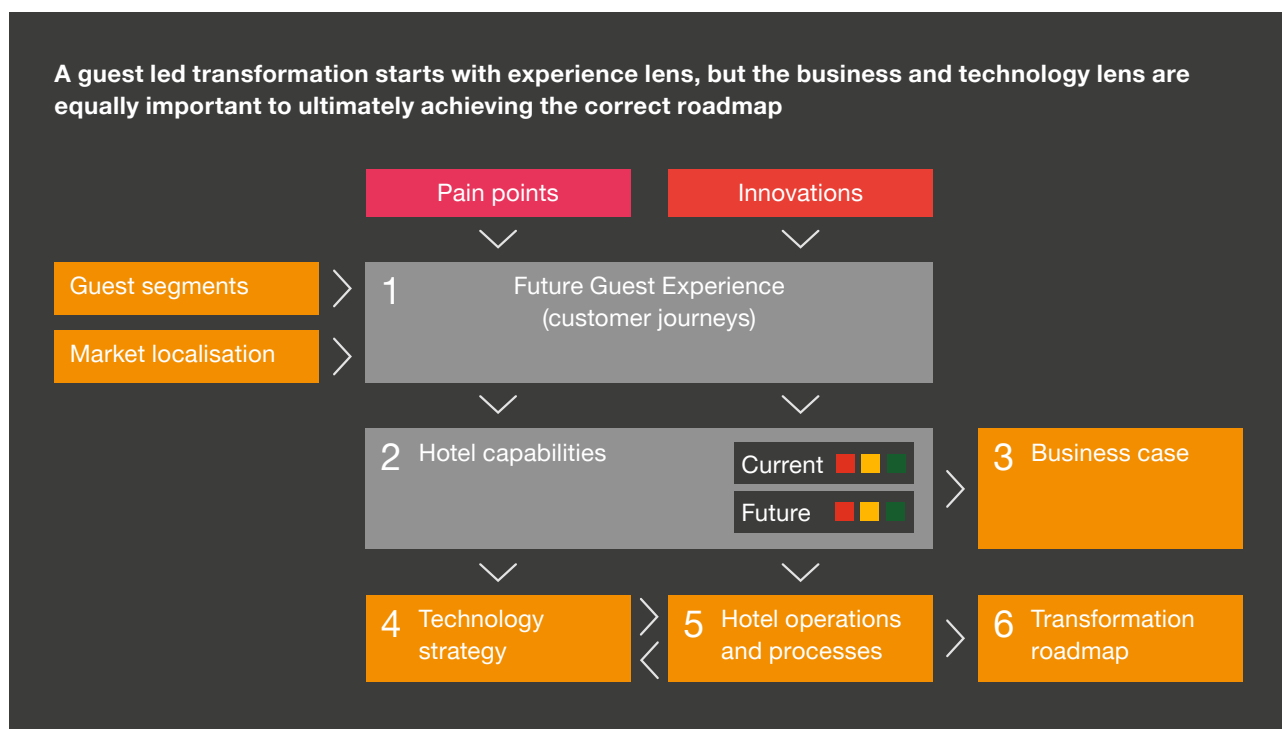 A guest led transformation starts with experience lens, but the business and technology lens are
equally important to ultimately achieving the correct roadmap
Pain points
Innovations
Guest segments
Market localisation
1
Future Guest Experience
(customer journeys)
2 Hotel capabilities
Current
Future
3 Business case
4 Technology
strategy
5 Hotel operations
and processes
6 Transformation
roadmap